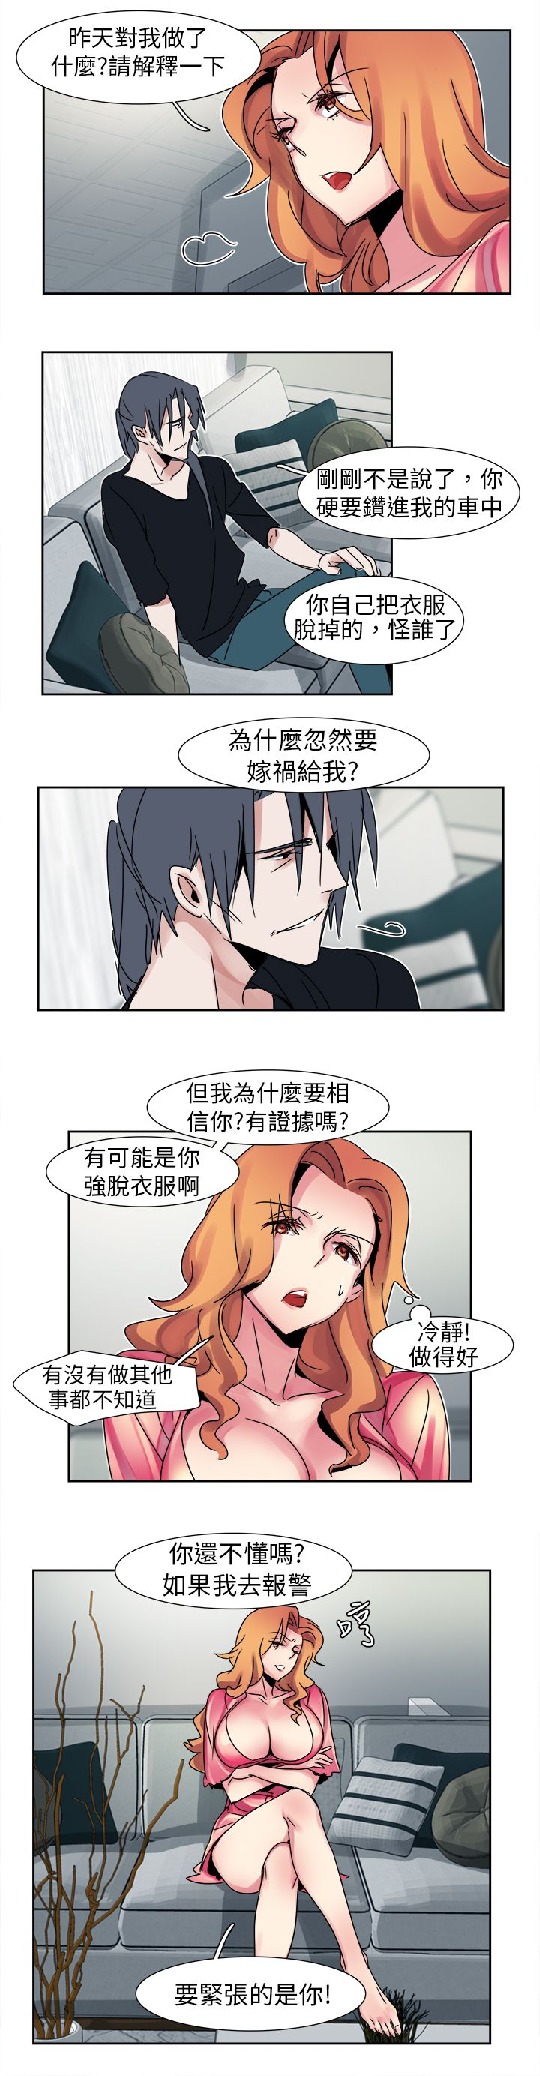 昨天對我做了
什麼?請解釋一下
剛剛不是說了，你
硬要鑽進我的車中
你自己把衣服
脫掉的，怪誰了
為什麼忽然要
嫁禍給我?
但我為什麼要相
信你?有證據嗎?
有可能是你
強脫衣服啊
冷靜!
做得好
有沒有做其他
事都不知道
你還不懂嗎?
如果我去報警
哼
要緊張的是你!